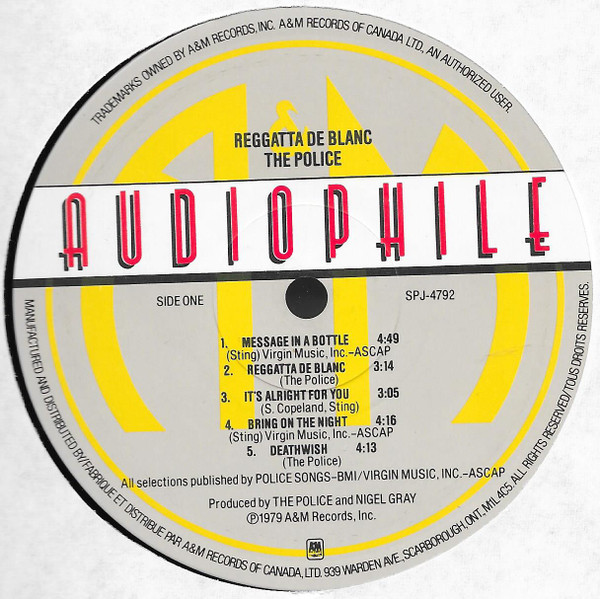 TRADEMARKS OWNED BY A&M RECORDS, INC. A&M RECORDS OF CANADA LTD., AN AUTHORIZED USER.
REGGATTA DE BLANC
THE POLICE
AUDIOPHILE
SIDE ONE SPJ-4792
1. MESSAGE IN A BOTTLE 4:49
(Sting) Virgin Music, Inc.–ASCAP
2. REGGATTA DE BLANC 3:14
(The Police)
3. IT'S ALRIGHT FOR YOU 3:05
(S. Copeland, Sting)
4. BRING ON THE NIGHT 4:16
(Sting) Virgin Music, Inc.–ASCAP
5. DEATHWISH 4:13
(The Police)
All selections published by POLICE SONGS–BMI/VIRGIN MUSIC, INC.–ASCAP
Produced by THE POLICE and NIGEL GRAY
℗1979 A&M Records, Inc.
A&M
MANUFACTURED AND DISTRIBUTED BY/FABRIQUE ET DISTRIBUE PAR A&M RECORDS OF CANADA, LTD. 939 WARDEN AVE., SCARBOROUGH, ONT., M1L 4C5. ALL RIGHTS RESERVED/TOUS DROITS RESERVES.